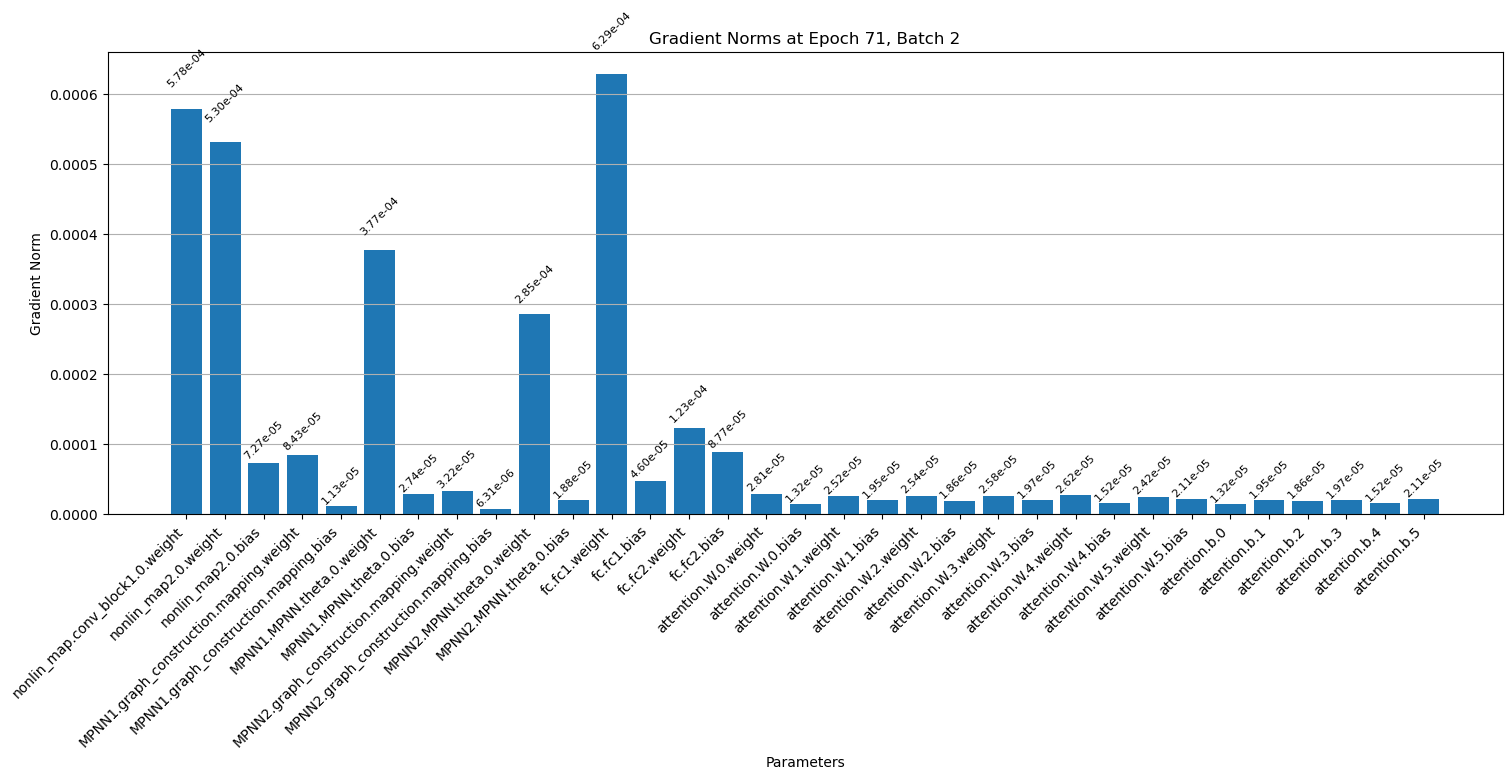 Gradient Norms at Epoch 71, Batch 2
Gradient Norm
0.0006
0.0005
0.0004
0.0003
0.0002
0.0001
0.0000
5.78e-04
5.30e-04
7.27e-05
8.43e-05
1.13e-05
3.77e-04
2.74e-05
3.22e-05
6.31e-06
2.85e-04
1.88e-05
6.29e-04
4.60e-05
1.23e-04
8.77e-05
2.81e-05
1.32e-05
2.52e-05
1.95e-05
2.54e-05
1.86e-05
2.58e-05
1.97e-05
2.62e-05
1.52e-05
2.42e-05
2.11e-05
1.32e-05
1.95e-05
1.86e-05
1.97e-05
1.52e-05
2.11e-05
nonlin_map.conv_block1.0.weight
nonlin_map2.0.weight
nonlin_map2.0.bias
MPNN1.graph_construction.mapping.weight
MPNN1.graph_construction.mapping.bias
MPNN1.MPNN.theta.0.weight
MPNN1.MPNN.theta.0.bias
MPNN2.graph_construction.mapping.weight
MPNN2.graph_construction.mapping.bias
MPNN2.MPNN.theta.0.weight
MPNN2.MPNN.theta.0.bias
fc.fc1.weight
fc.fc1.bias
fc.fc2.weight
fc.fc2.bias
attention.W.0.weight
attention.W.0.bias
attention.W.1.weight
attention.W.1.bias
attention.W.2.weight
attention.W.2.bias
attention.W.3.weight
attention.W.3.bias
attention.W.4.weight
attention.W.4.bias
attention.W.5.weight
attention.W.5.bias
attention.b.0
attention.b.1
attention.b.2
attention.b.3
attention.b.4
attention.b.5
Parameters